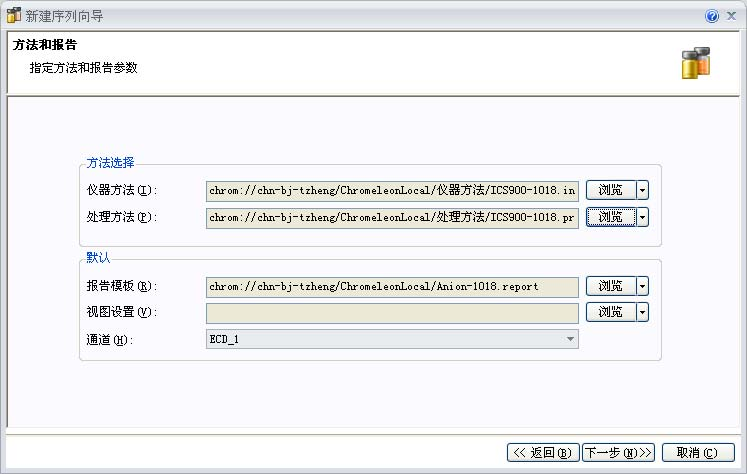 新建序列向导
方法和报告
指定方法和报告参数
方法选择
仪器方法(I): chrom://chn-bj-tzheng/ChromeleonLocal/仪器方法/ICS900-1018.in 浏览
处理方法(P): chrom://chn-bj-tzheng/ChromeleonLocal/处理方法/ICS900-1018.pr 浏览
默认
报告模板(R): chrom://chn-bj-tzheng/ChromeleonLocal/Anion-1018.report 浏览
视图设置(V): 浏览
通道(H): ECD_1
<< 返回(B) 下一步(N)>> 取消(C)